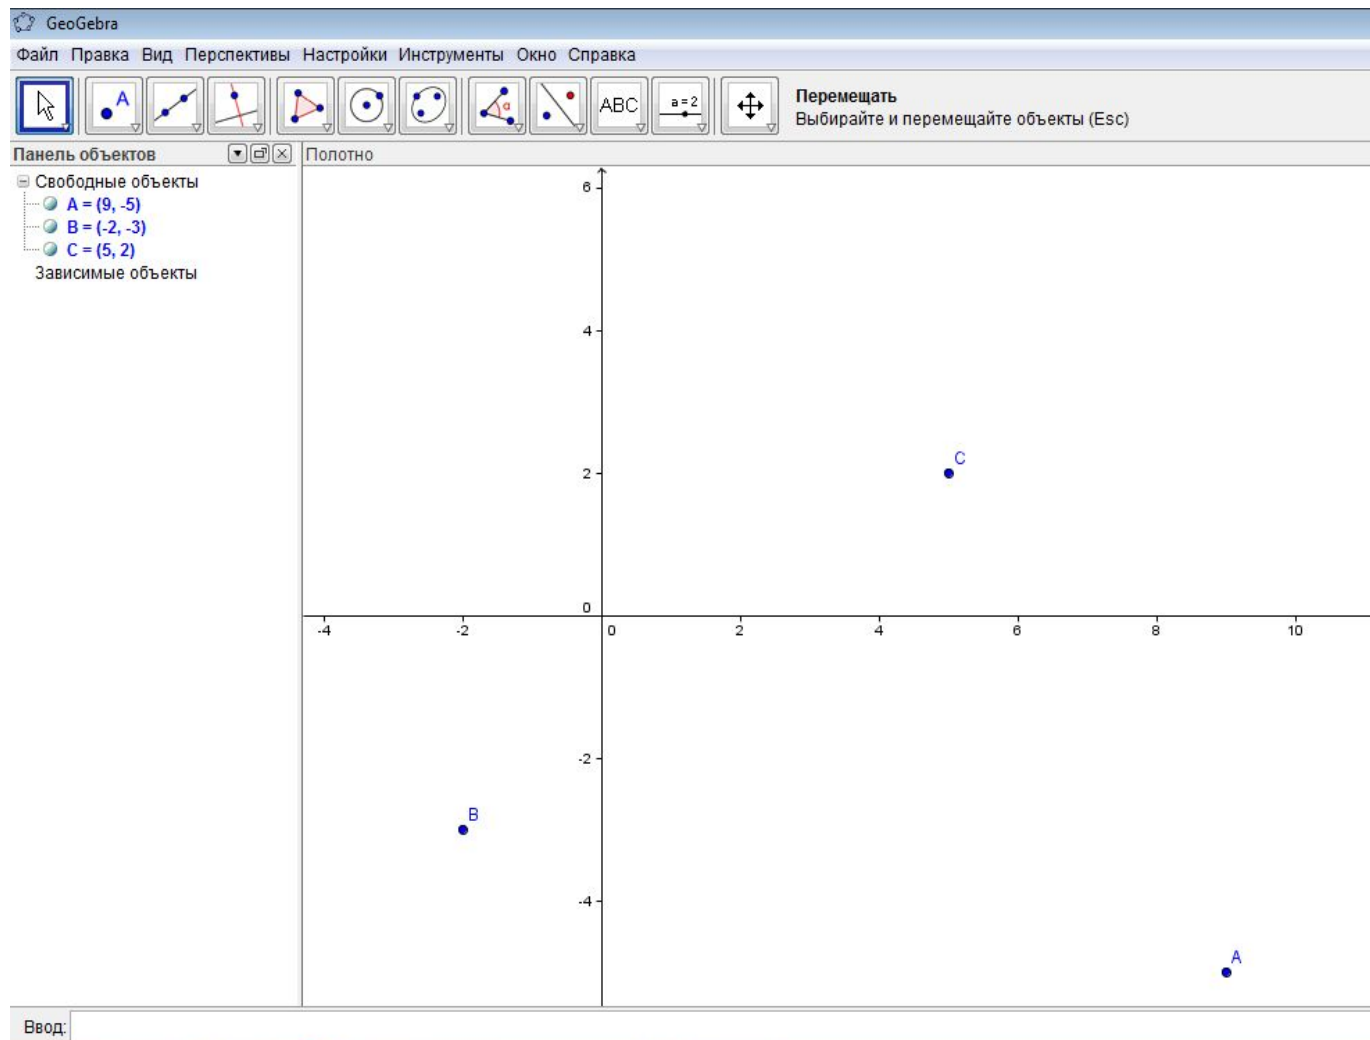 GeoGebra
Файл Правка Вид Перспективы Настройки Инструменты Окно Справка
A
α
ABC
a=2
Перемещать
Выбирайте и перемещайте объекты (Esc)
Панель объектов
Полотно
Свободные объекты
A = (9, -5)
B = (-2, -3)
C = (5, 2)
Зависимые объекты
6
4
C
2
0
-4 -2 0 2 4 6 8 10
-2
B
-4
A
Ввод: